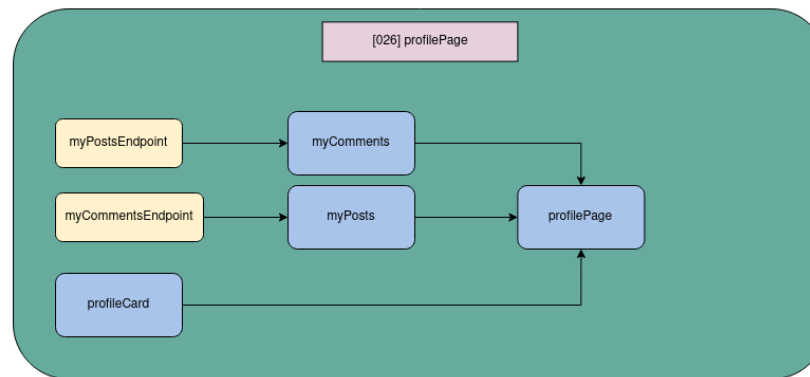 [026] profilePage
myPostsEndpoint
myComments
myCommentsEndpoint
myPosts
profilePage
profileCard